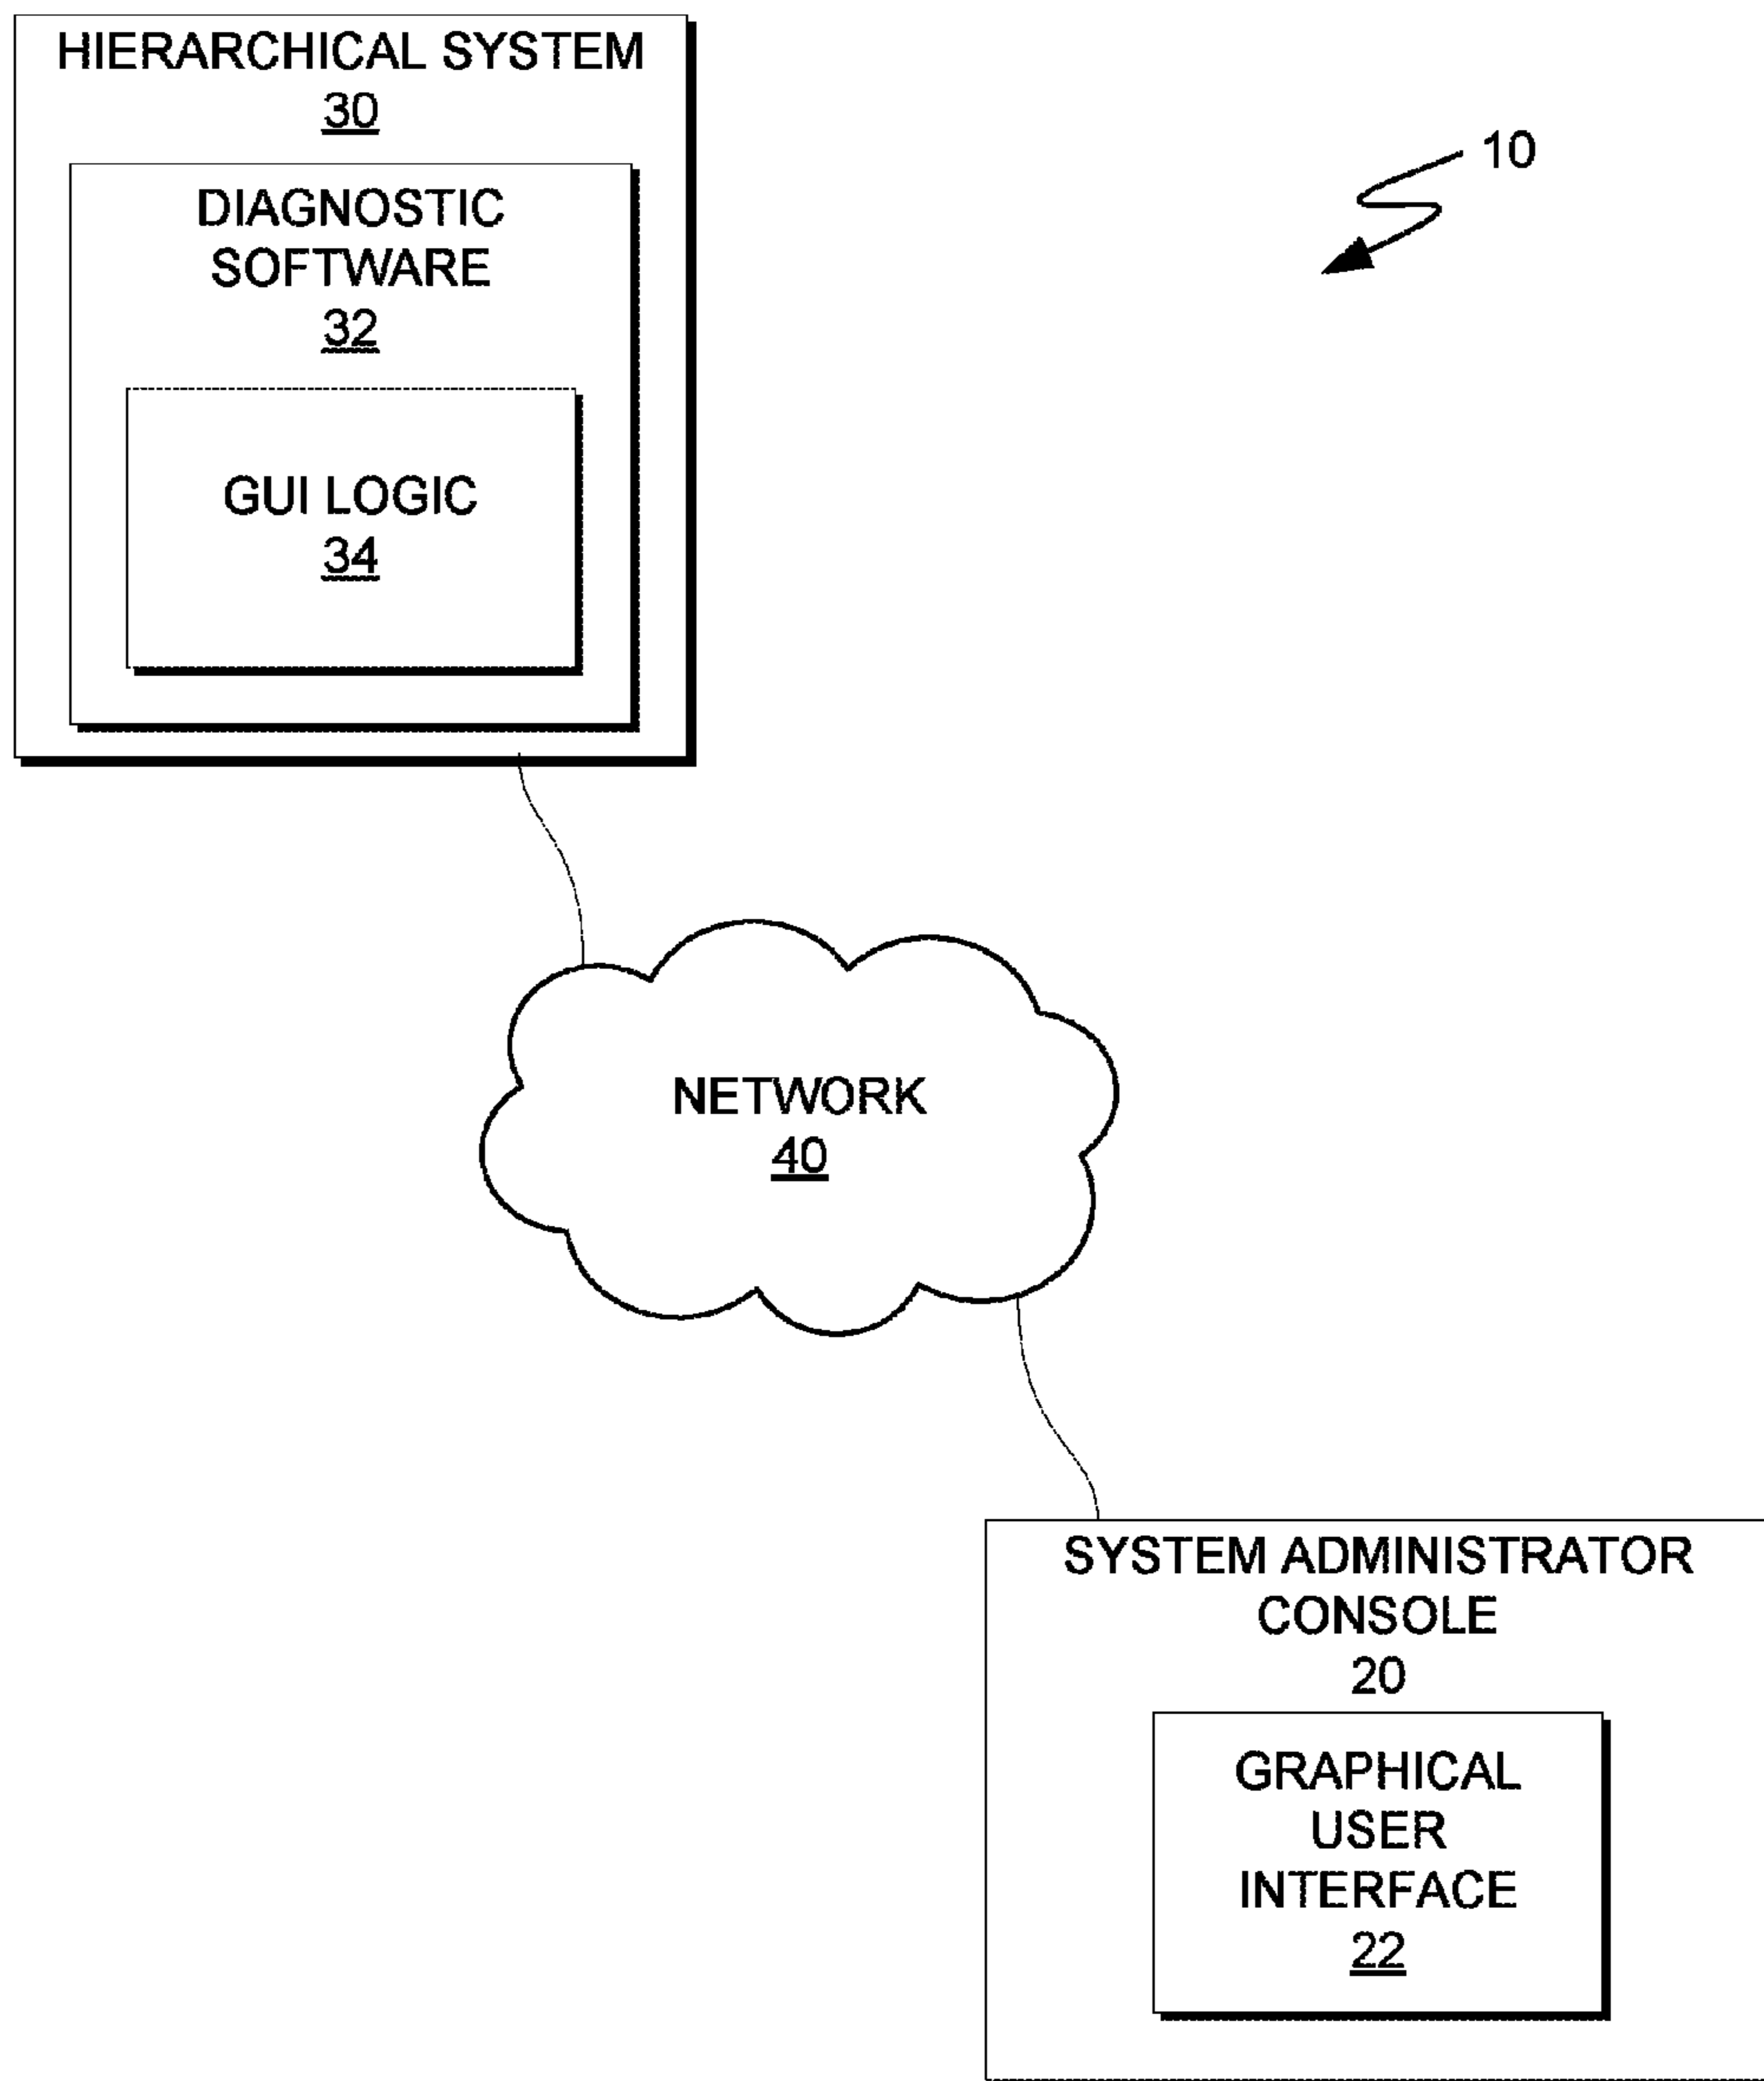 HIERARCHICAL SYSTEM
30
DIAGNOSTIC
SOFTWARE
32
GUI LOGIC
34
10
NETWORK
40
SYSTEM ADMINISTRATOR
CONSOLE
20
GRAPHICAL
USER
INTERFACE
22